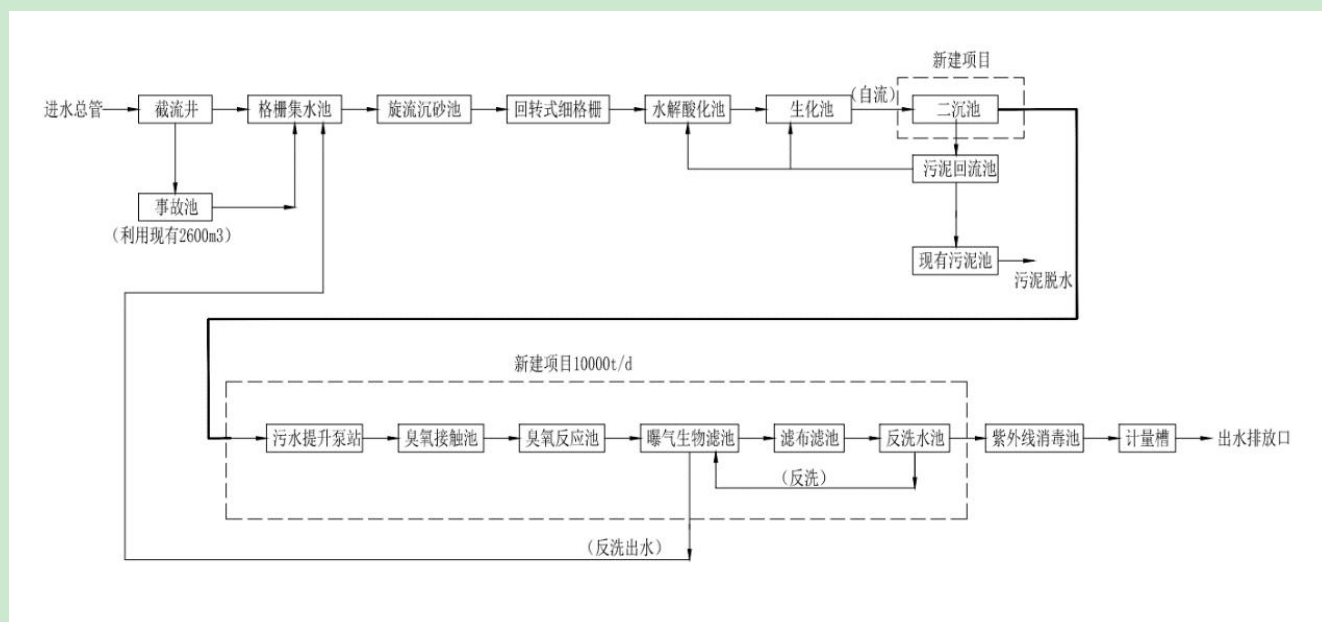 新建项目
进水总管
截流井
格栅集水池
旋流沉砂池
回转式细格栅
水解酸化池
生化池
(自流)
二沉池
污泥回流池
事故池
(利用现有2600m3)
现有污泥池
污泥脱水
新建项目10000t/d
污水提升泵站
臭氧接触池
臭氧反应池
曝气生物滤池
滤布滤池
反洗水池
紫外线消毒池
计量槽
出水排放口
(反洗)
(反洗出水)